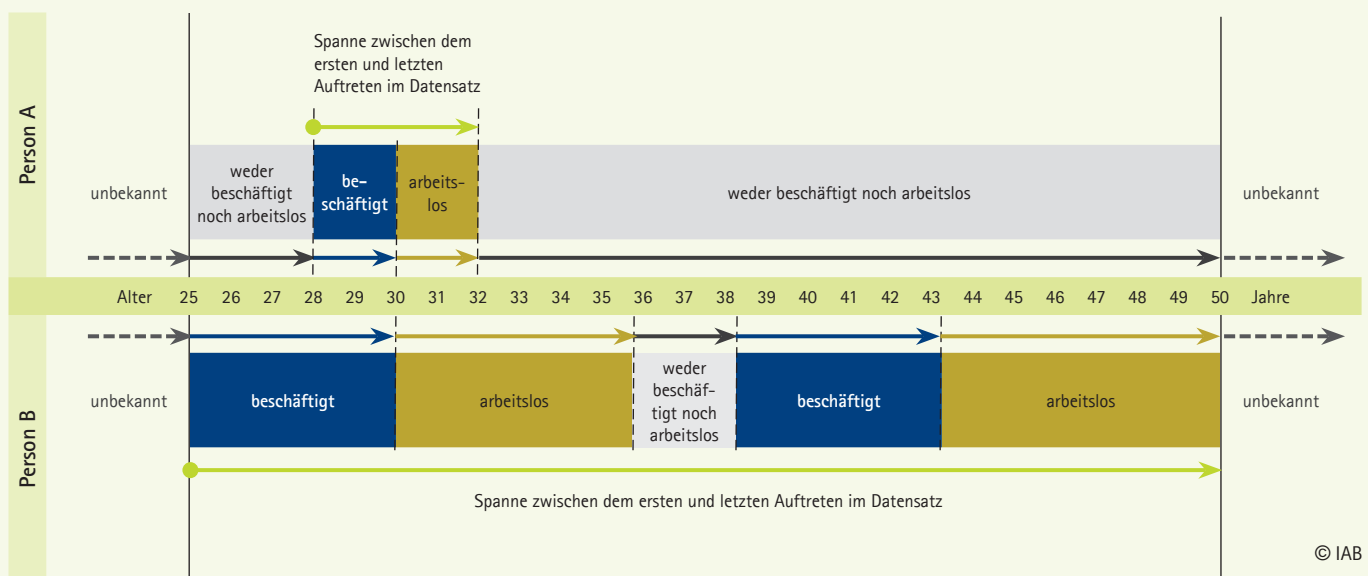 Spanne zwischen dem
ersten und letzten
Auftreten im Datensatz
Person A
unbekannt
weder
beschäftigt
noch arbeitslos
be-
schäftigt
arbeits-
los
weder beschäftigt noch arbeitslos
unbekannt
Alter 25 26 27 28 29 30 31 32 33 34 35 36 37 38 39 40 41 42 43 44 45 46 47 48 49 50 Jahre
Person B
unbekannt
beschäftigt
arbeitslos
weder
beschäf-
tigt noch
arbeitslos
beschäftigt
arbeitslos
unbekannt
Spanne zwischen dem ersten und letzten Auftreten im Datensatz
© IAB